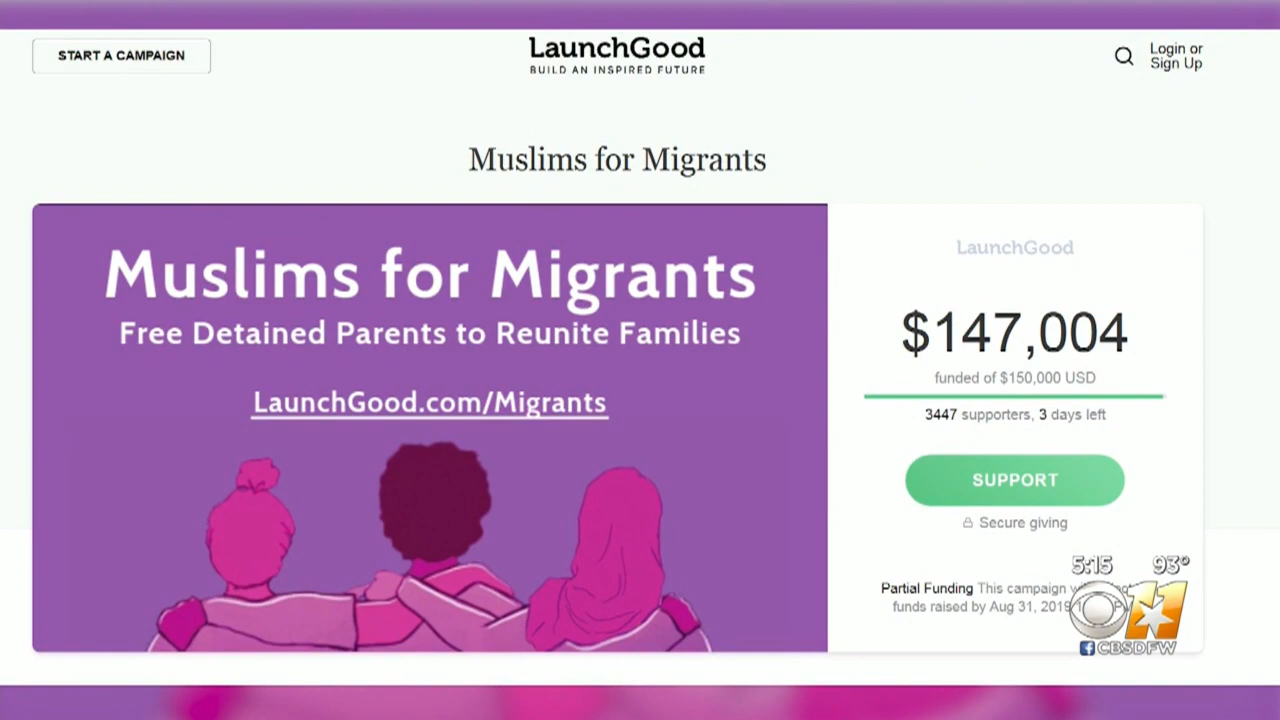 START A CAMPAIGN
LaunchGood
BUILD AN INSPIRED FUTURE
Login or
Sign Up
Muslims for Migrants
Muslims for Migrants
Free Detained Parents to Reunite Families
LaunchGood.com/Migrants
LaunchGood
$147,004
funded of $150,000 USD
3447 supporters, 3 days left
SUPPORT
Secure giving
5:15 93°
Partial Funding This campaign
funds raised by Aug 31, 2019
11
CBSDFW